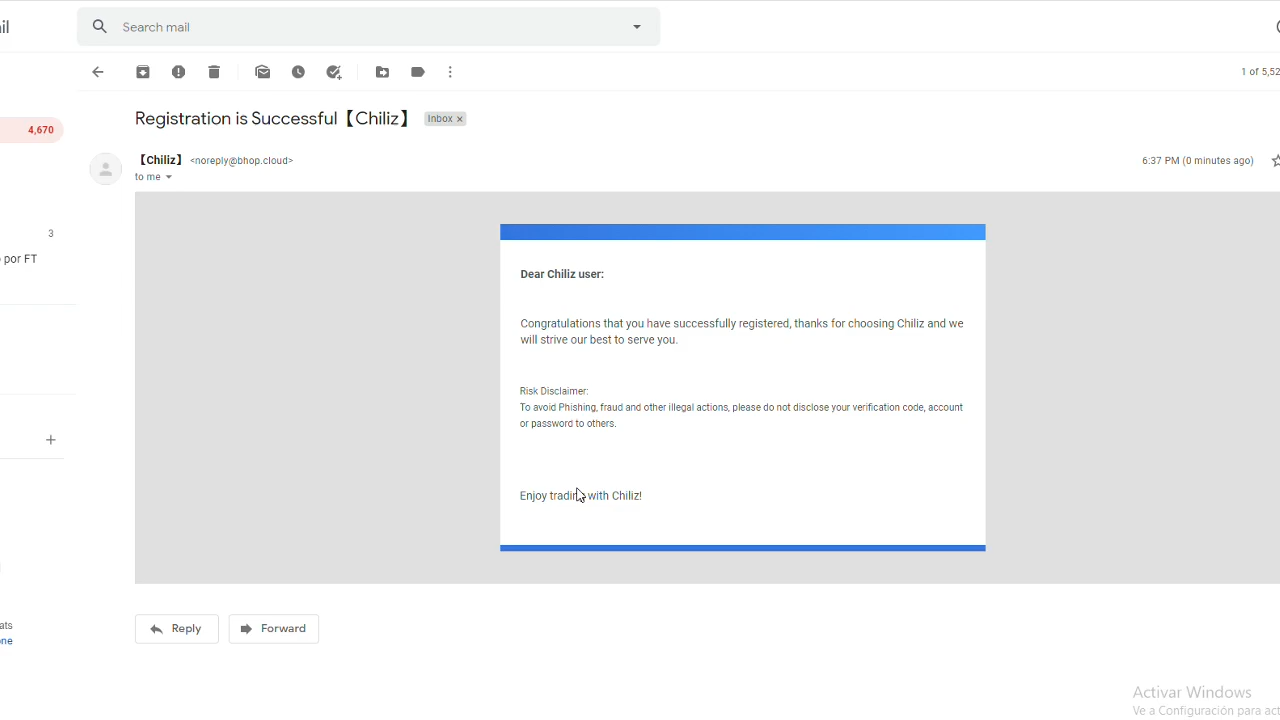 il
Search mail
1 of 5,52
4,670
Registration is Successful【Chiliz】 Inbox ×
【Chiliz】 <noreply@bhop.cloud>
6:37 PM (0 minutes ago)
to me
3
por FT
Dear Chiliz user:
Congratulations that you have successfully registered, thanks for choosing Chiliz and we
will strive our best to serve you.
Risk Disclaimer:
To avoid Phishing, fraud and other illegal actions, please do not disclose your verification code, account
or password to others.
Enjoy trading with Chiliz!
ats
one
Reply
Forward
Activar Windows
Ve a Configuración para act